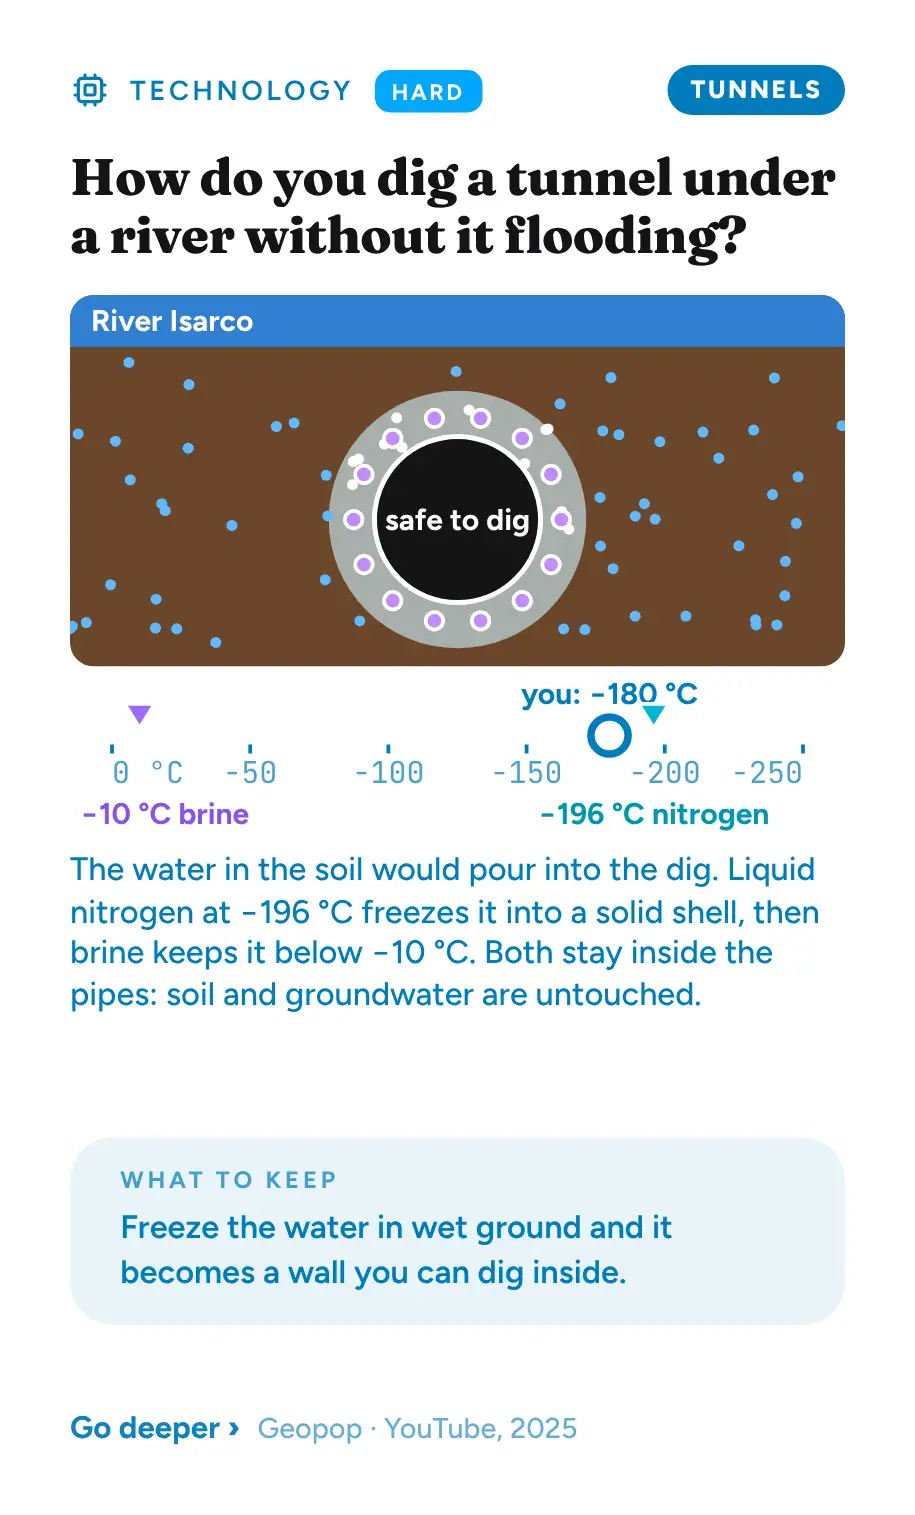 TECHNOLOGY HARD TUNNELS
How do you dig a tunnel under
a river without it flooding?
River Isarco
safe to dig
you: −180 °C
0 °C -50 -100 -150 -200 -250
−10 °C brine −196 °C nitrogen
The water in the soil would pour into the dig. Liquid
nitrogen at −196 °C freezes it into a solid shell, then
brine keeps it below −10 °C. Both stay inside the
pipes: soil and groundwater are untouched.
WHAT TO KEEP
Freeze the water in wet ground and it
becomes a wall you can dig inside.
Go deeper › Geopop · YouTube, 2025